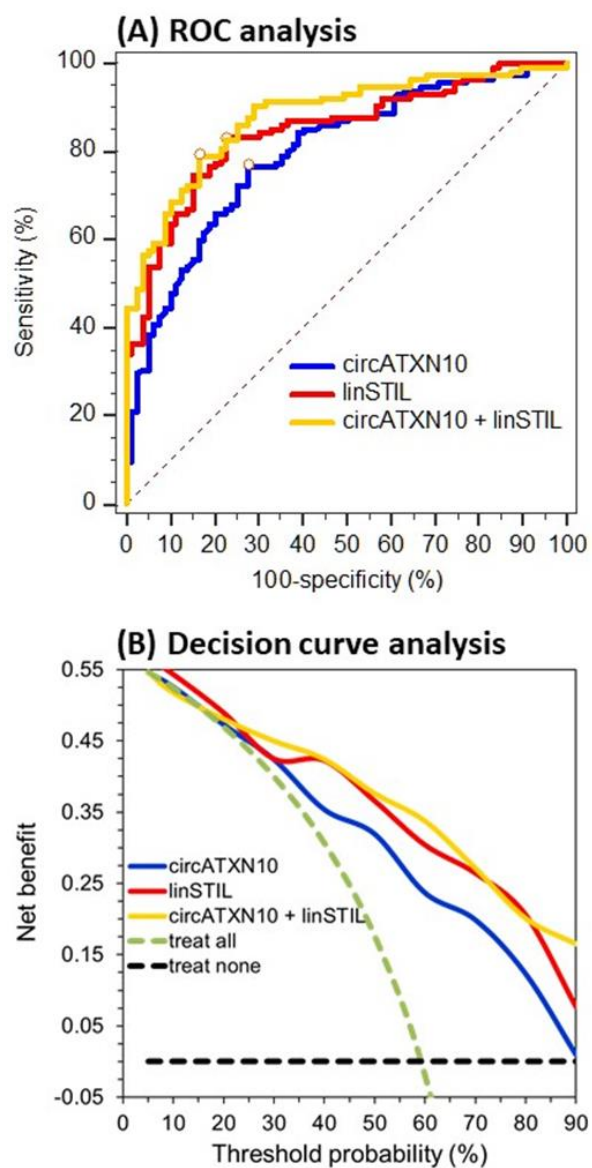 (A) ROC analysis
100
80
60
40
20
0
Sensitivity (%)
circATXN10
linSTIL
circATXN10 + linSTIL
0 10 20 30 40 50 60 70 80 90 100
100-specificity (%)
(B) Decision curve analysis
0.55
0.45
0.35
0.25
0.15
0.05
-0.05
Net benefit
circATXN10
linSTIL
circATXN10 + linSTIL
treat all
treat none
0 10 20 30 40 50 60 70 80 90
Threshold probability (%)